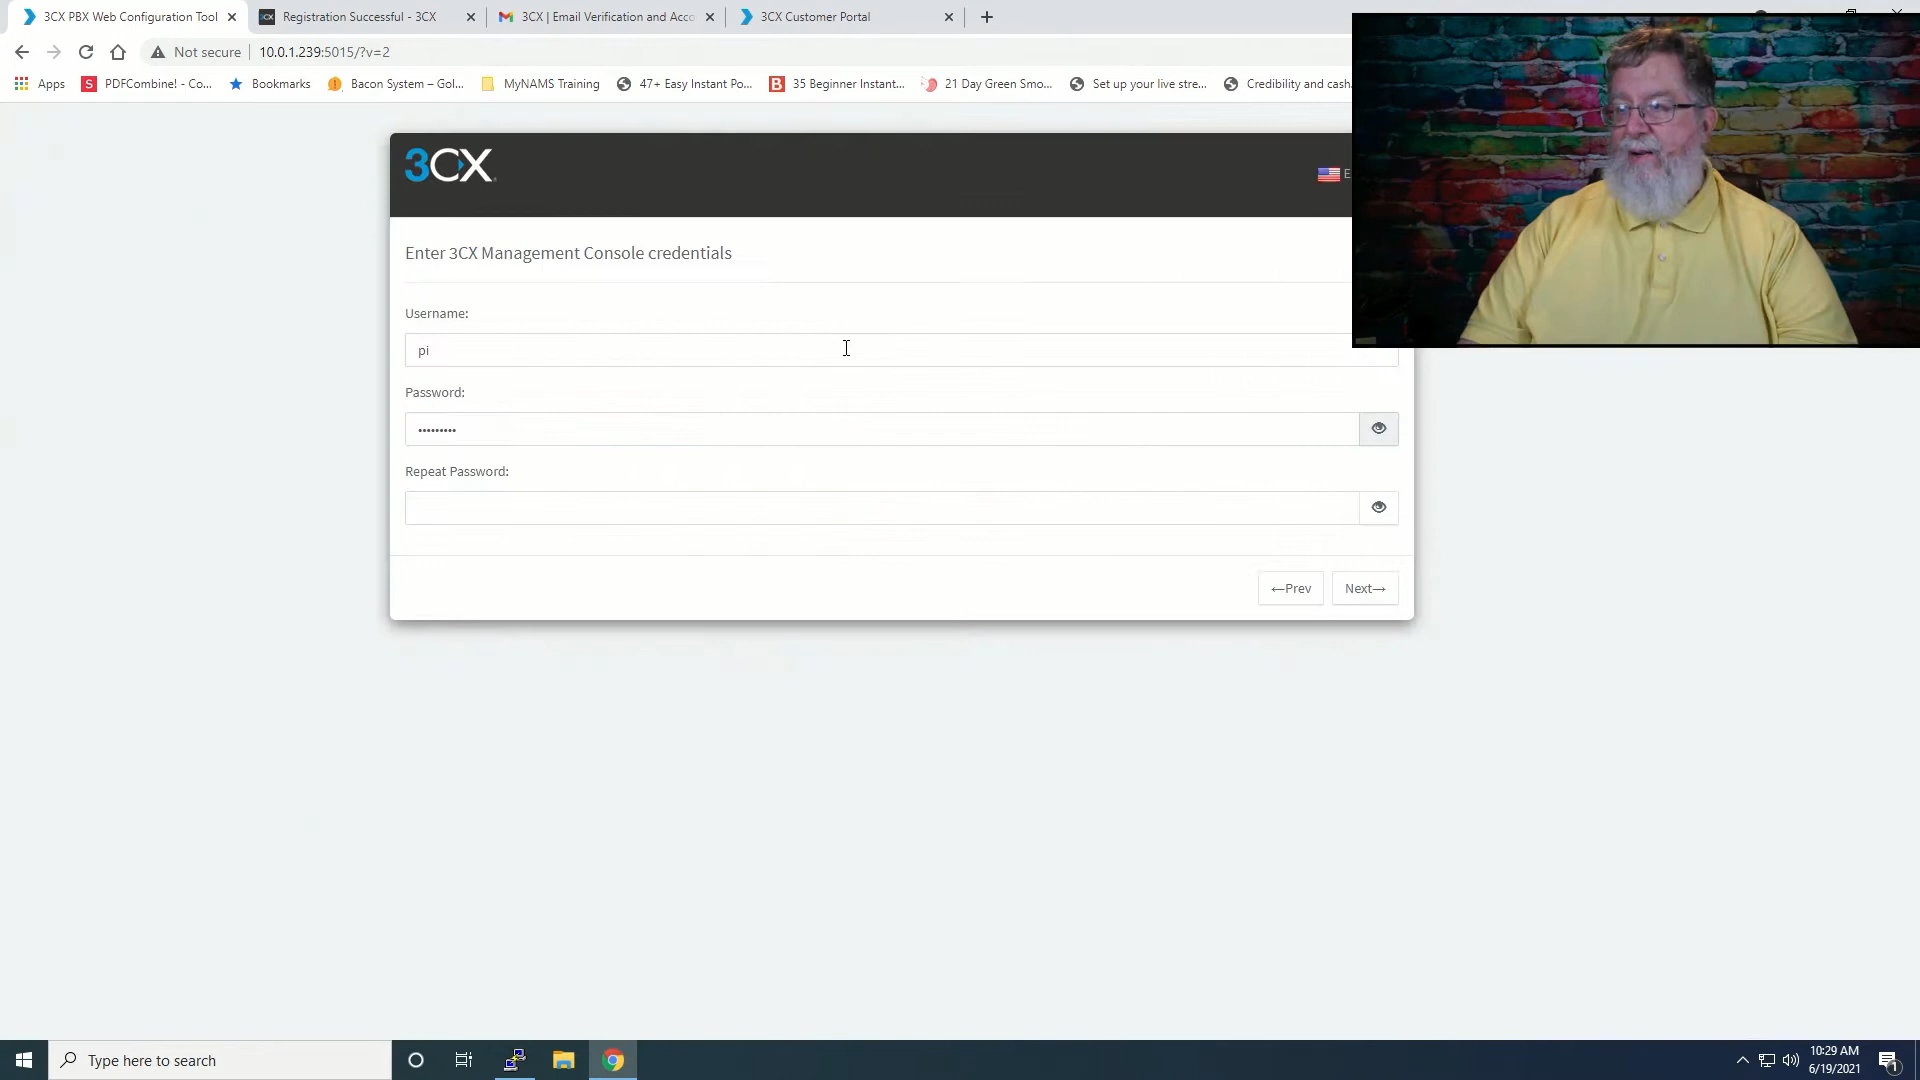 3CX PBX Web Configuration Tool
Registration Successful - 3CX
3CX | Email Verification and Acco
3CX Customer Portal
Not secure
10.0.1.239:5015/?v=2
Apps
PDFCombine! - Co...
Bookmarks
Bacon System – Gol...
MyNAMS Training
47+ Easy Instant Po...
35 Beginner Instant...
21 Day Green Smo...
Set up your live stre...
Credibility and cash
3CX
E
Enter 3CX Management Console credentials
Username:
pi
Password:
•••••••••
Repeat Password:
←Prev
Next→
Type here to search
10:29 AM
6/19/2021
1